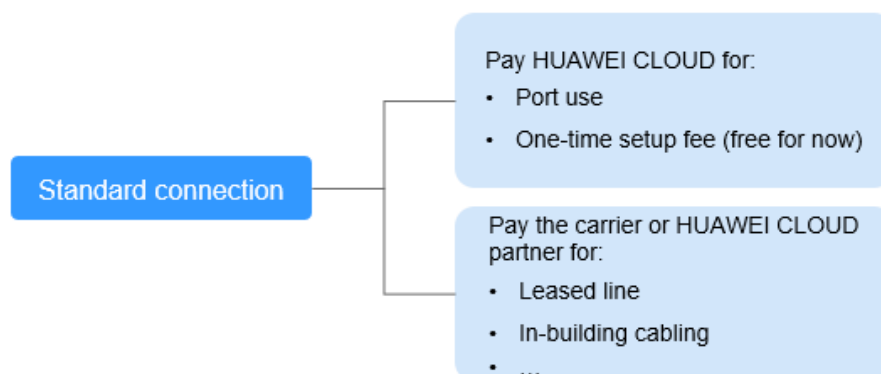 Standard connection
Pay HUAWEI CLOUD for:
• Port use
• One-time setup fee (free for now)
Pay the carrier or HUAWEI CLOUD
partner for:
• Leased line
• In-building cabling
• ...